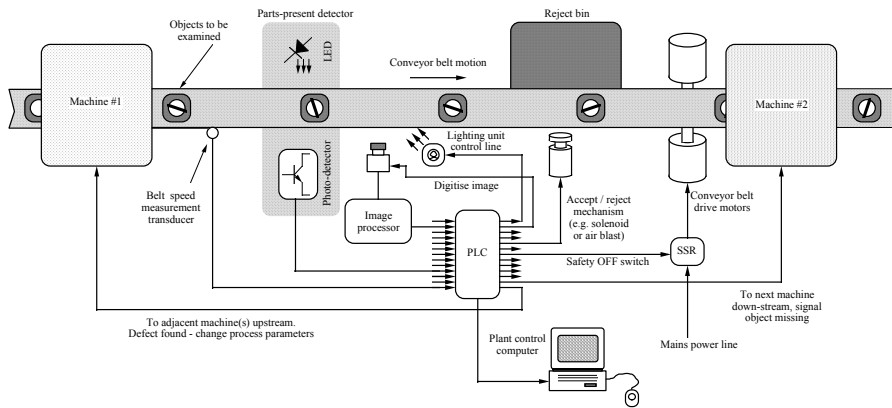 Objects to be
examined
Parts-present detector
LED
Reject bin
Conveyor belt motion
Machine #1
Machine #2
Belt speed
measurement
transducer
Photo-detector
Lighting unit
control line
Digitise image
Image
processor
PLC
Accept / reject
mechanism
(e.g. solenoid
or air blast)
Conveyor belt
drive motors
SSR
Safety OFF switch
To adjacent machine(s) upstream.
Defect found - change process parameters
Plant control
computer
Mains power line
To next machine
down-stream, signal
object missing